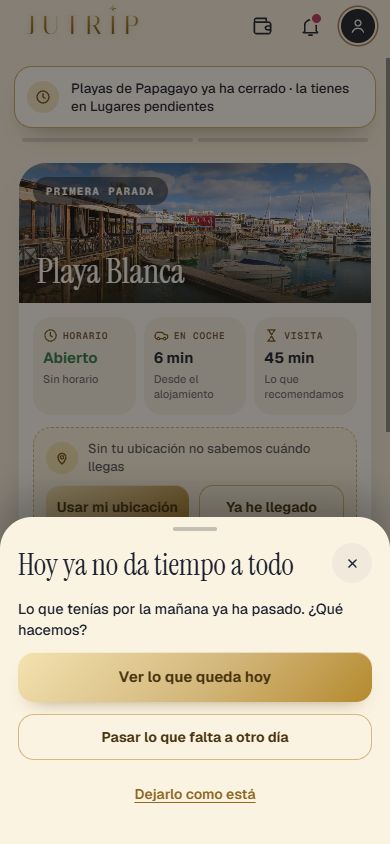 JUTRIP
Playas de Papagayo ya ha cerrado · la tienes
en Lugares pendientes
PRIMERA PARADA
Playa Blanca
HORARIO
Abierto
Sin horario
EN COCHE
6 min
Desde el
alojamiento
VISITA
45 min
Lo que
recomendamos
Sin tu ubicación no sabemos cuándo
llegas
Usar mi ubicación
Ya he llegado
Hoy ya no da tiempo a todo
Lo que tenías por la mañana ya ha pasado. ¿Qué
hacemos?
Ver lo que queda hoy
Pasar lo que falta a otro día
Dejarlo como está